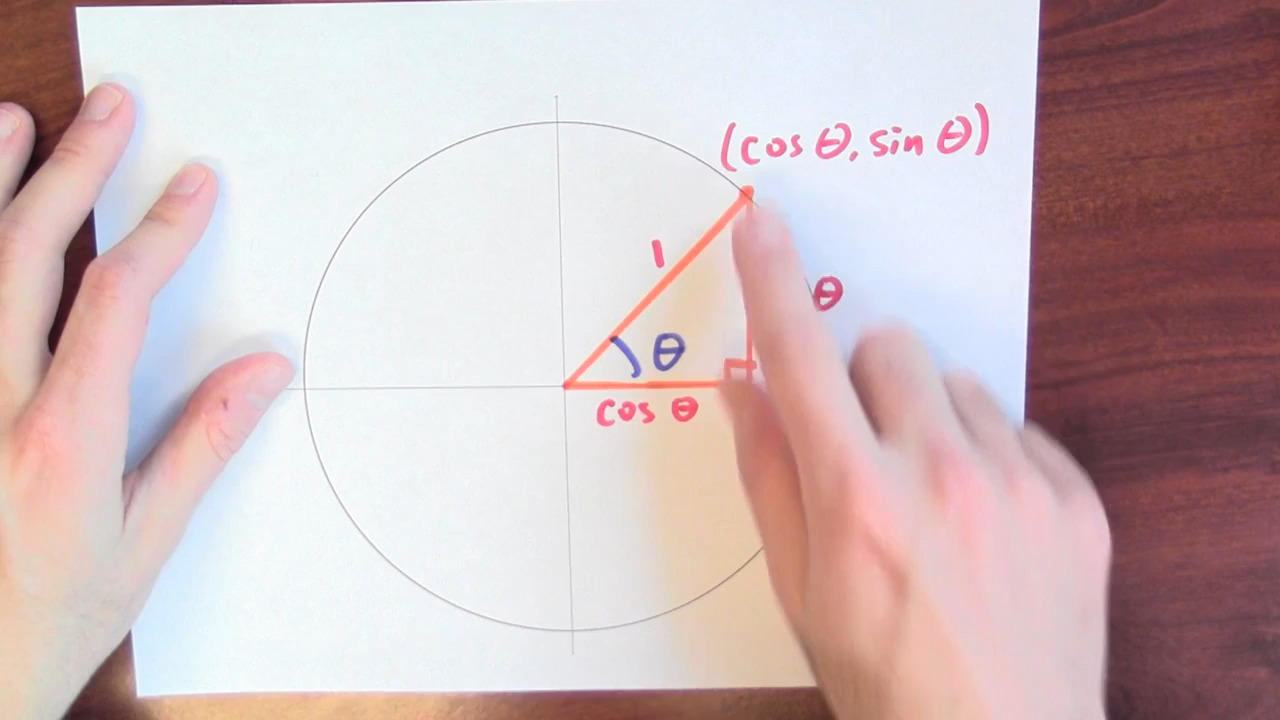 (cos θ, sin θ)
1
θ
θ
cos θ